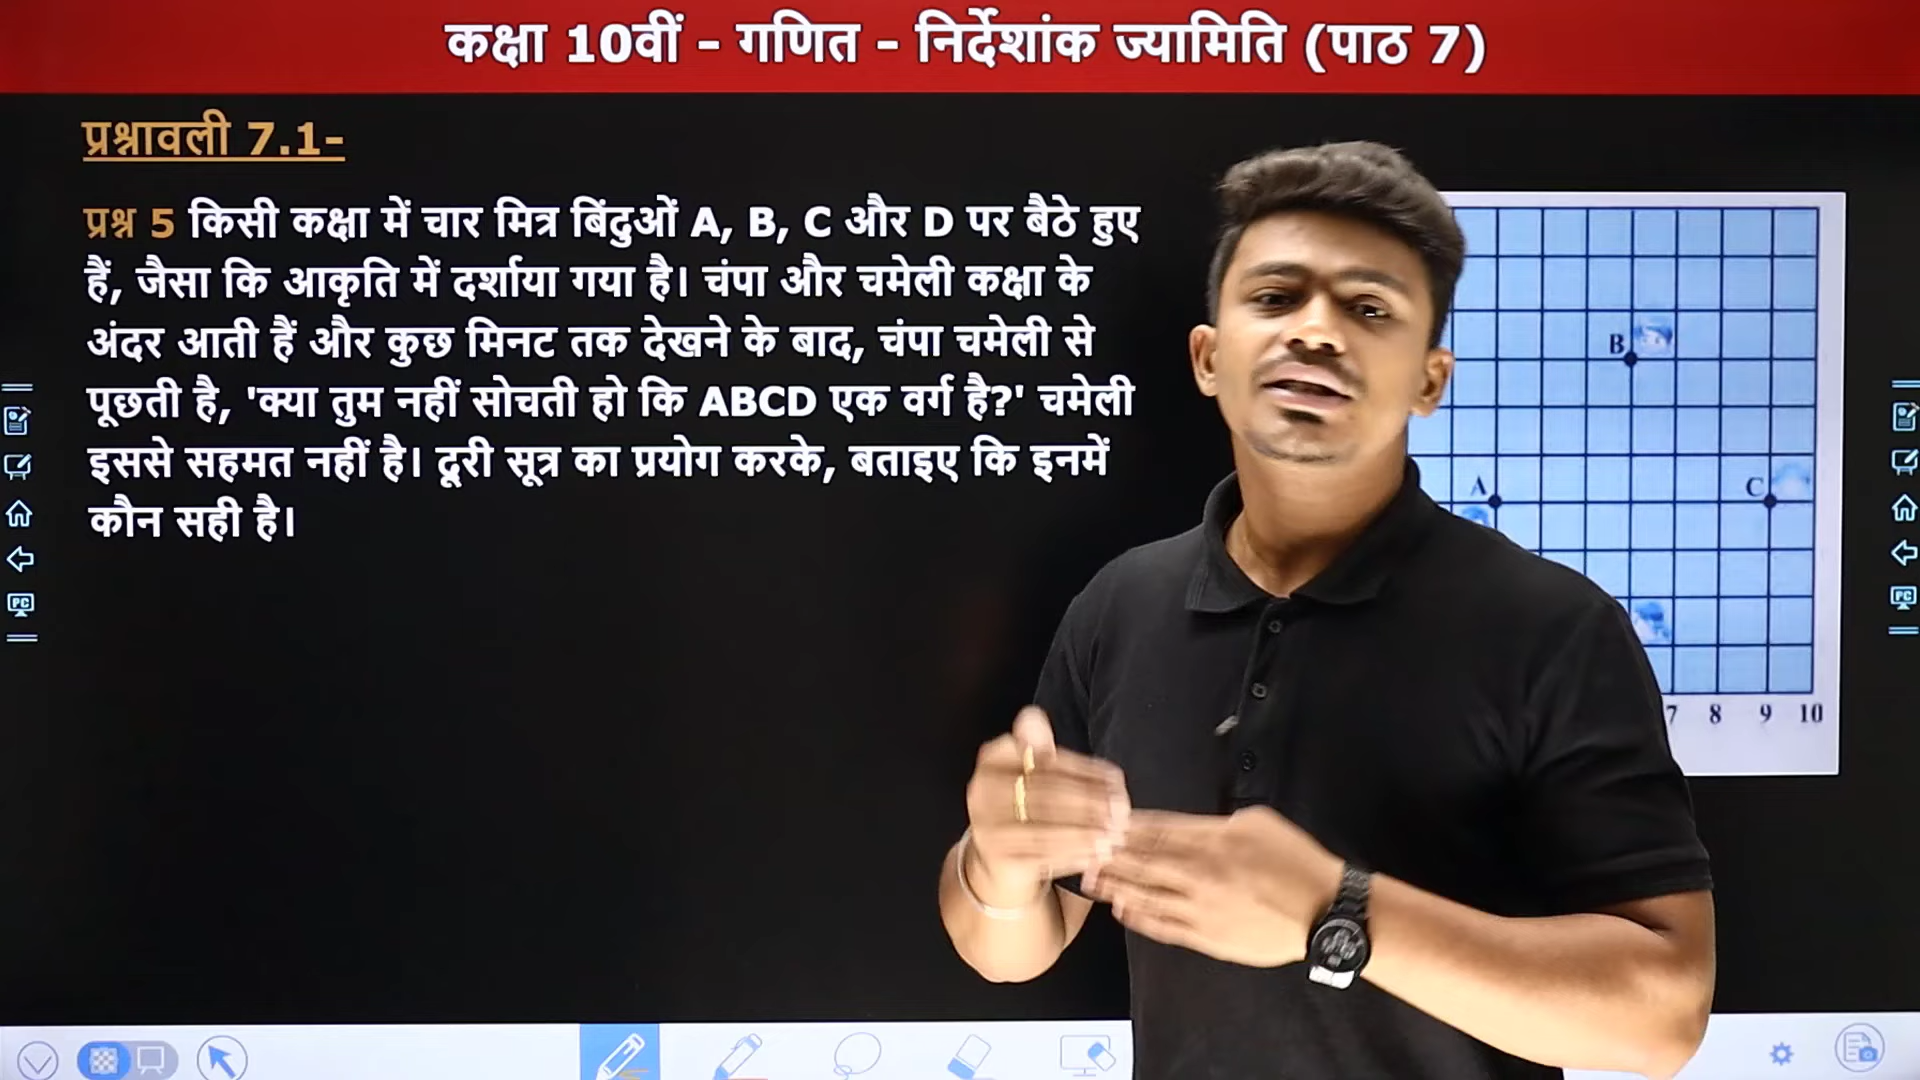 कक्षा 10वीं - गणित - निर्देशांक ज्यामिति (पाठ 7)
प्रश्नावली 7.1-
प्रश्न 5 किसी कक्षा में चार मित्र बिंदुओं A, B, C और D पर बैठे हुए
हैं, जैसा कि आकृति में दर्शाया गया है। चंपा और चमेली कक्षा के
अंदर आती हैं और कुछ मिनट तक देखने के बाद, चंपा चमेली से
पूछती है, 'क्या तुम नहीं सोचती हो कि ABCD एक वर्ग है?' चमेली
इससे सहमत नहीं है। दूरी सूत्र का प्रयोग करके, बताइए कि इनमें
कौन सही है।
B
A
C
7 8 9 10
PC
PC